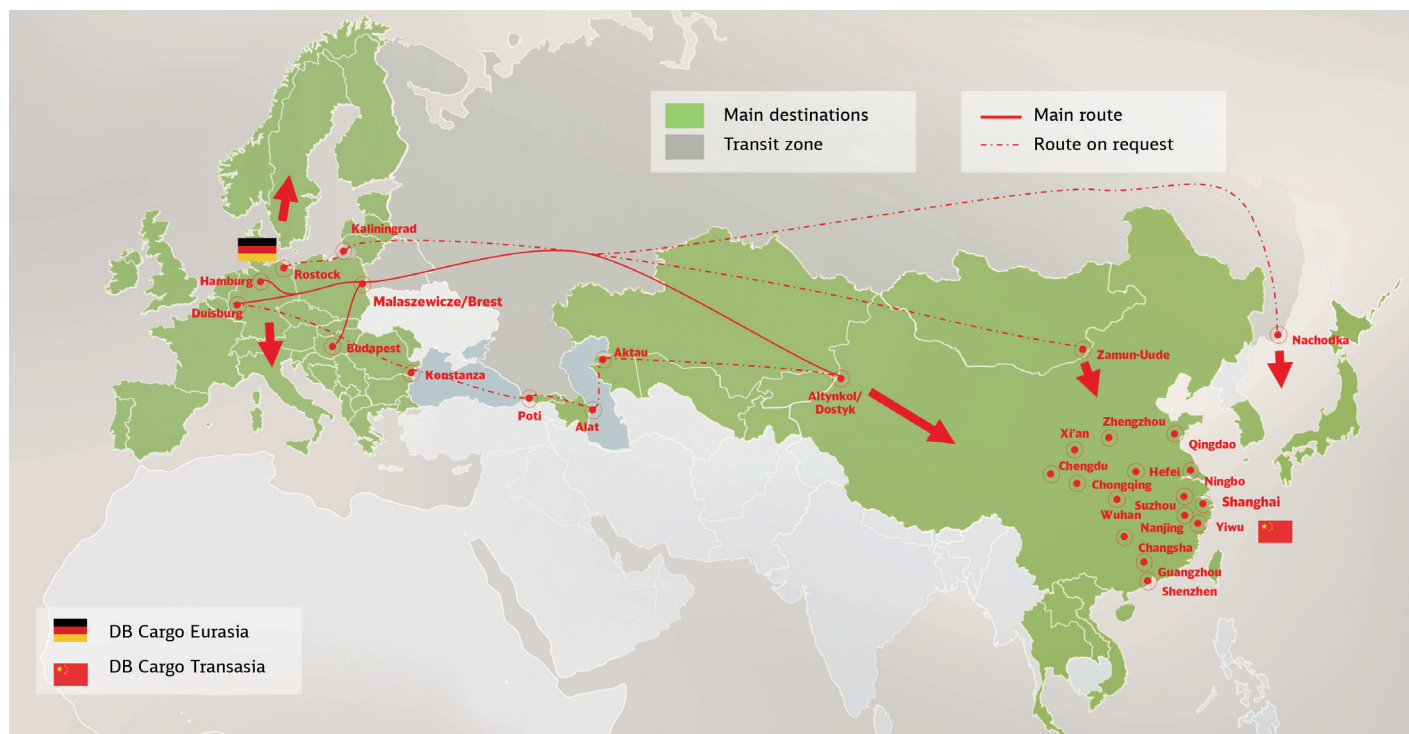 Main destinations
Transit zone
Main route
Route on request
Kaliningrad
Rostock
Hamburg
Duisburg
Malaszewicze/Brest
Budapest
Konstanza
Poti
Alat
Aktau
Altynkol/
Dostyk
Zamun-Uude
Nachodka
Zhengzhou
Xi'an
Qingdao
Chengdu
Hefei
Chongqing
Ningbo
Suzhou
Shanghai
Wuhan
Nanjing
Yiwu
Changsha
Guangzhou
Shenzhen
DB Cargo Eurasia
DB Cargo Transasia